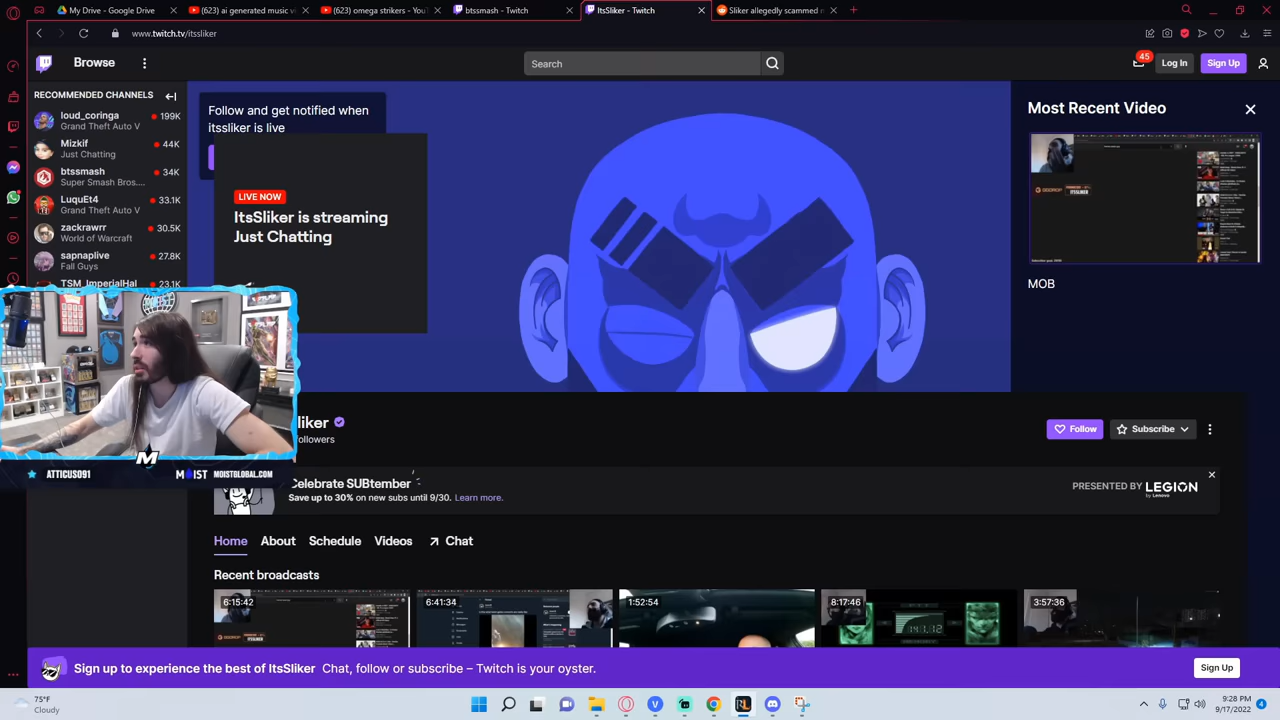 My Drive - Google Drive
(623) ai generated music vi
(623) omega strikers - YouT
btssmash - Twitch
ItsSliker - Twitch
Sliker allegedly scammed n
www.twitch.tv/itssliker
Browse
Search
45
Log In
Sign Up
RECOMMENDED CHANNELS
loud_coringa
199K
Grand Theft Auto V
Mizkif
44K
Just Chatting
btssmash
34K
Super Smash Bros....
LuquEt4
33.1K
Grand Theft Auto V
zackrawrr
30.5K
World of Warcraft
sapnaplive
27.8K
Fall Guys
TSM_ImperialHal
23.1K
Follow and get notified when
itssliker is live
LIVE NOW
ItsSliker is streaming
Just Chatting
Most Recent Video
MOB
ATTICUS091
M
MOIST
MOISTGLOBAL.COM
liker
ollowers
Follow
Subscribe
Celebrate SUBtember
Save up to 30% on new subs until 9/30. Learn more.
PRESENTED BY LEGION
by Lenovo
Home
About
Schedule
Videos
Chat
Recent broadcasts
6:15:42
6:41:34
1:52:54
8:17:46
3:57:36
Sign up to experience the best of ItsSliker
Chat, follow or subscribe – Twitch is your oyster.
Sign Up
75°F
Cloudy
9:28 PM
9/17/2022
4